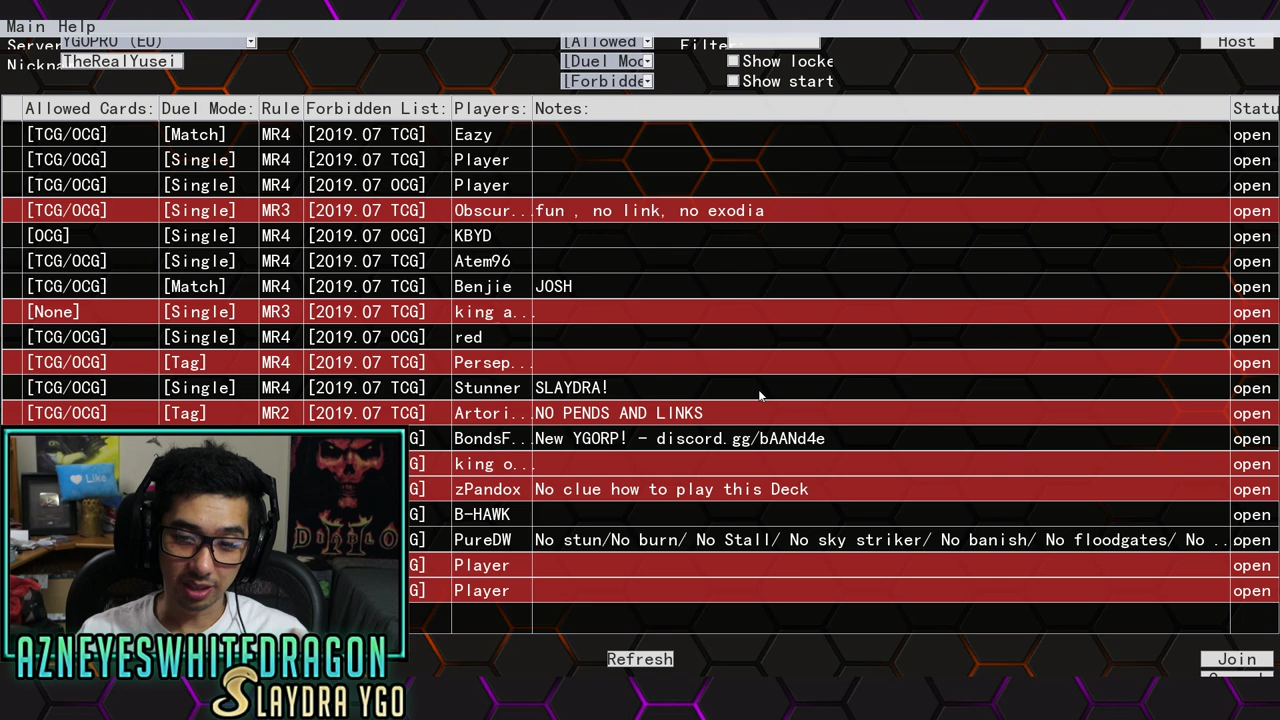 Main Help
Server YGOPRO (EU) [Allowed Filter: Host
Nickna TheRealYusei [Duel Mod Show locke
[Forbidde Show start
Allowed Cards: Duel Mode: Rule Forbidden List: Players: Notes: Statu
[TCG/OCG] [Match] MR4 [2019.07 TCG] Eazy open
[TCG/OCG] [Single] MR4 [2019.07 TCG] Player open
[TCG/OCG] [Single] MR4 [2019.07 OCG] Player open
[TCG/OCG] [Single] MR3 [2019.07 TCG] Obscur... fun , no link, no exodia open
[OCG] [Single] MR4 [2019.07 OCG] KBYD open
[TCG/OCG] [Single] MR4 [2019.07 TCG] Atem96 open
[TCG/OCG] [Match] MR4 [2019.07 TCG] Benjie JOSH open
[None] [Single] MR3 [2019.07 TCG] king a... open
[TCG/OCG] [Single] MR4 [2019.07 OCG] red open
[TCG/OCG] [Tag] MR4 [2019.07 TCG] Persep... open
[TCG/OCG] [Single] MR4 [2019.07 TCG] Stunner SLAYDRA! open
[TCG/OCG] [Tag] MR2 [2019.07 TCG] Artori... NO PENDS AND LINKS open
G] BondsF... New YGORP! - discord.gg/bAANd4e open
G] king o... open
G] zPandox No clue how to play this Deck open
G] B-HAWK open
G] PureDW No stun/No burn/ No Stall/ No sky striker/ No banish/ No floodgates/ No ... open
G] Player open
G] Player open
Like
DIABLO
AZNEYESWHITEDRAGON
SLAYDRA YGO
Refresh Join